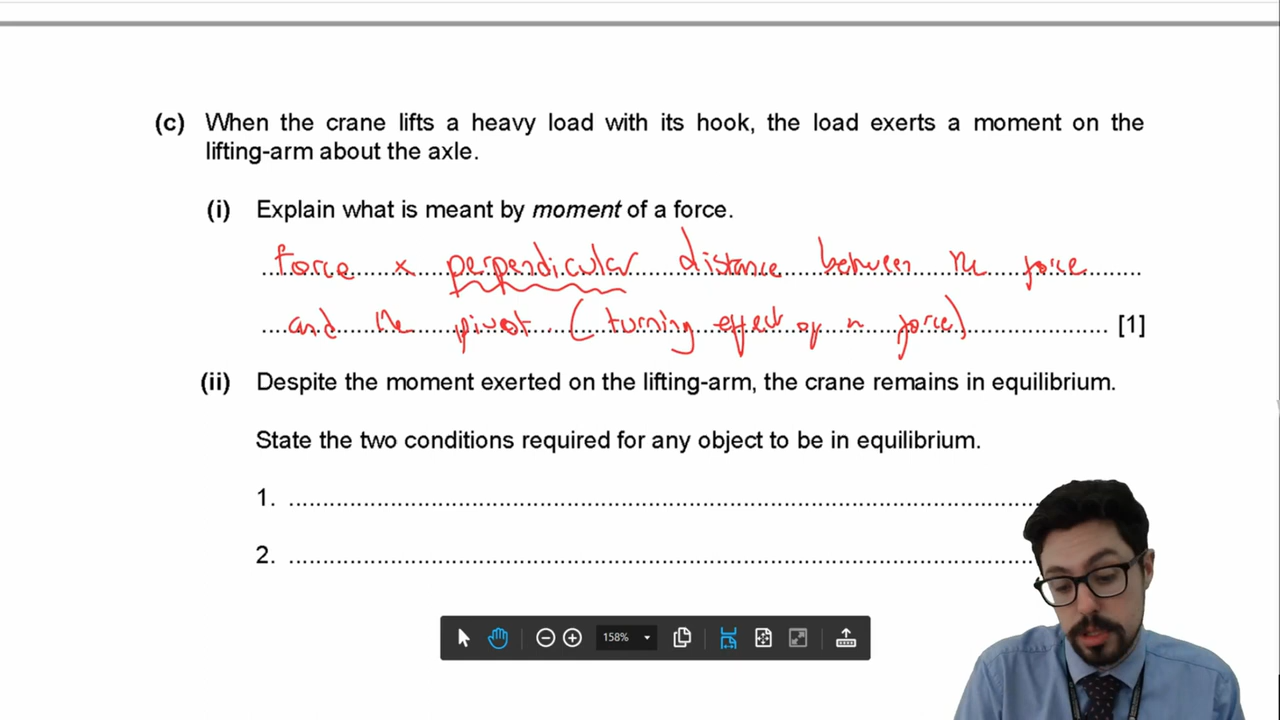 (c) When the crane lifts a heavy load with its hook, the load exerts a moment on the
lifting-arm about the axle.
(i) Explain what is meant by moment of a force.
force × perpendicular distance between the force
and the pivot. (turning effect of a force) [1]
(ii) Despite the moment exerted on the lifting-arm, the crane remains in equilibrium.
State the two conditions required for any object to be in equilibrium.
1.
2.
158%